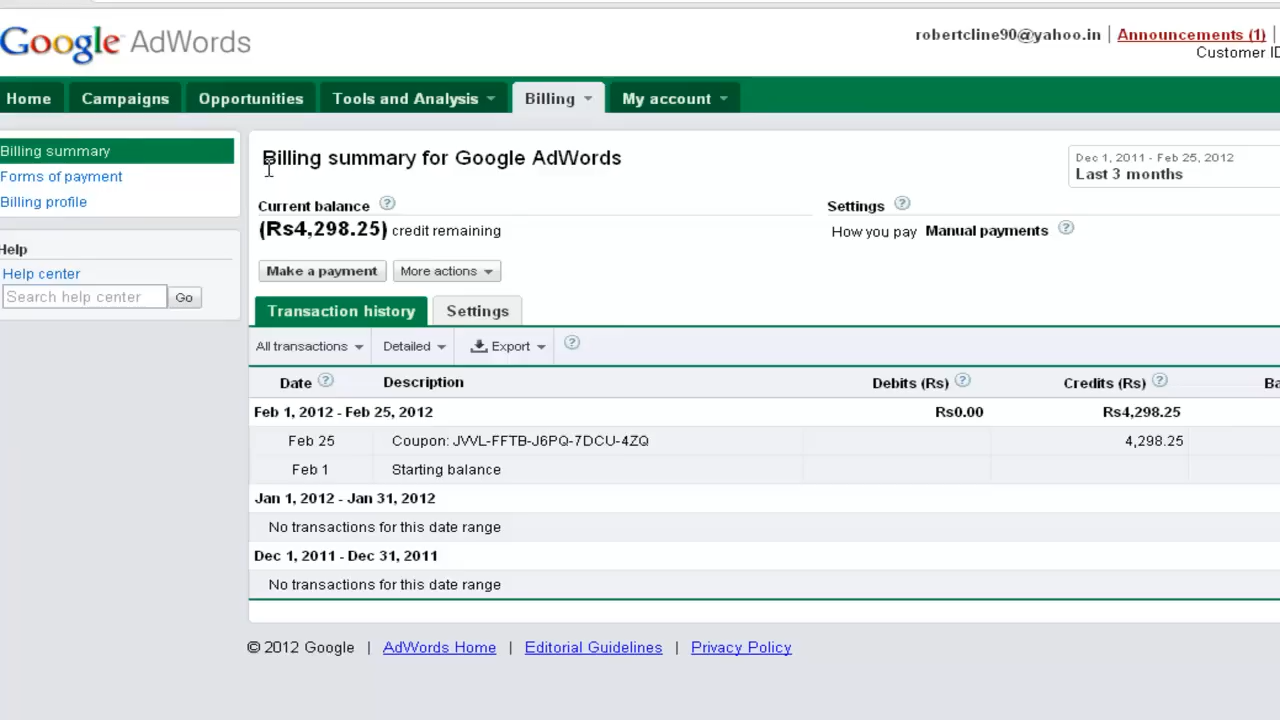 Google AdWords
robertcline90@yahoo.in | Announcements (1) |
Customer ID
Home Campaigns Opportunities Tools and Analysis Billing My account
Billing summary
Forms of payment
Billing profile
Help
Help center
Search help center Go
Billing summary for Google AdWords
Dec 1, 2011 - Feb 25, 2012
Last 3 months
Current balance ?
(Rs4,298.25) credit remaining
Settings ?
How you pay Manual payments ?
Make a payment More actions
Transaction history Settings
All transactions Detailed Export ?
Date ? Description Debits (Rs) ? Credits (Rs) ?
Feb 1, 2012 - Feb 25, 2012 Rs0.00 Rs4,298.25
Feb 25 Coupon: JVVL-FFTB-J6PQ-7DCU-4ZQ 4,298.25
Feb 1 Starting balance
Jan 1, 2012 - Jan 31, 2012
No transactions for this date range
Dec 1, 2011 - Dec 31, 2011
No transactions for this date range
© 2012 Google | AdWords Home | Editorial Guidelines | Privacy Policy